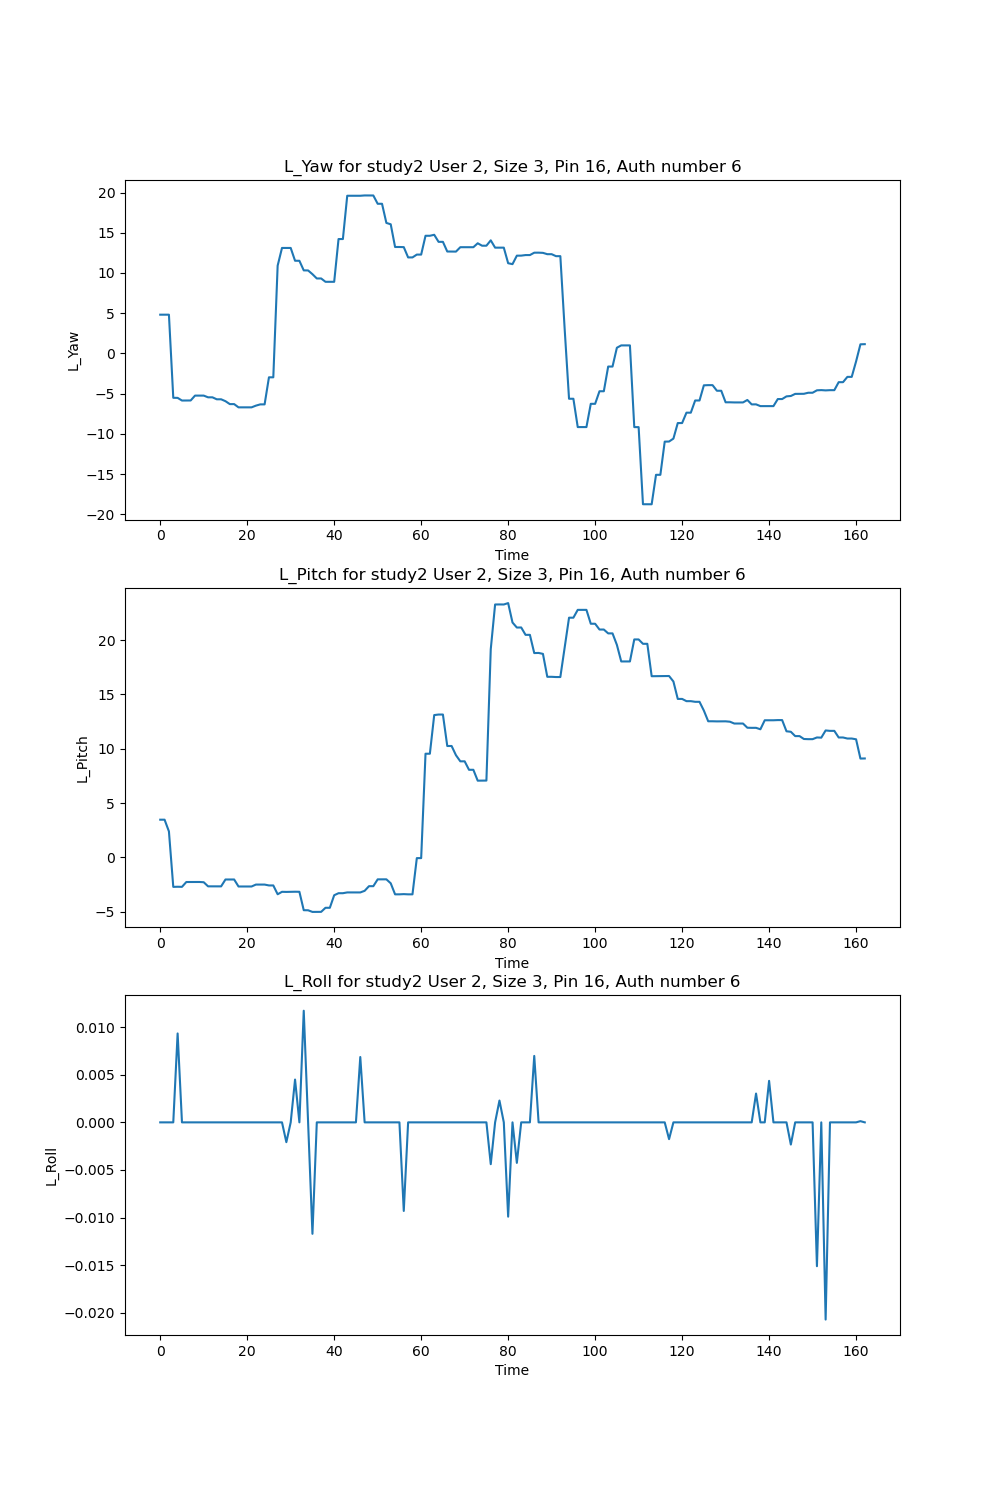 L_Yaw for study2 User 2, Size 3, Pin 16, Auth number 6
20
15
10
5
0
−5
−10
−15
−20
L_Yaw
0 20 40 60 80 100 120 140 160
Time
L_Pitch for study2 User 2, Size 3, Pin 16, Auth number 6
20
15
10
5
0
−5
L_Pitch
0 20 40 60 80 100 120 140 160
Time
L_Roll for study2 User 2, Size 3, Pin 16, Auth number 6
0.010
0.005
0.000
−0.005
−0.010
−0.015
−0.020
L_Roll
0 20 40 60 80 100 120 140 160
Time